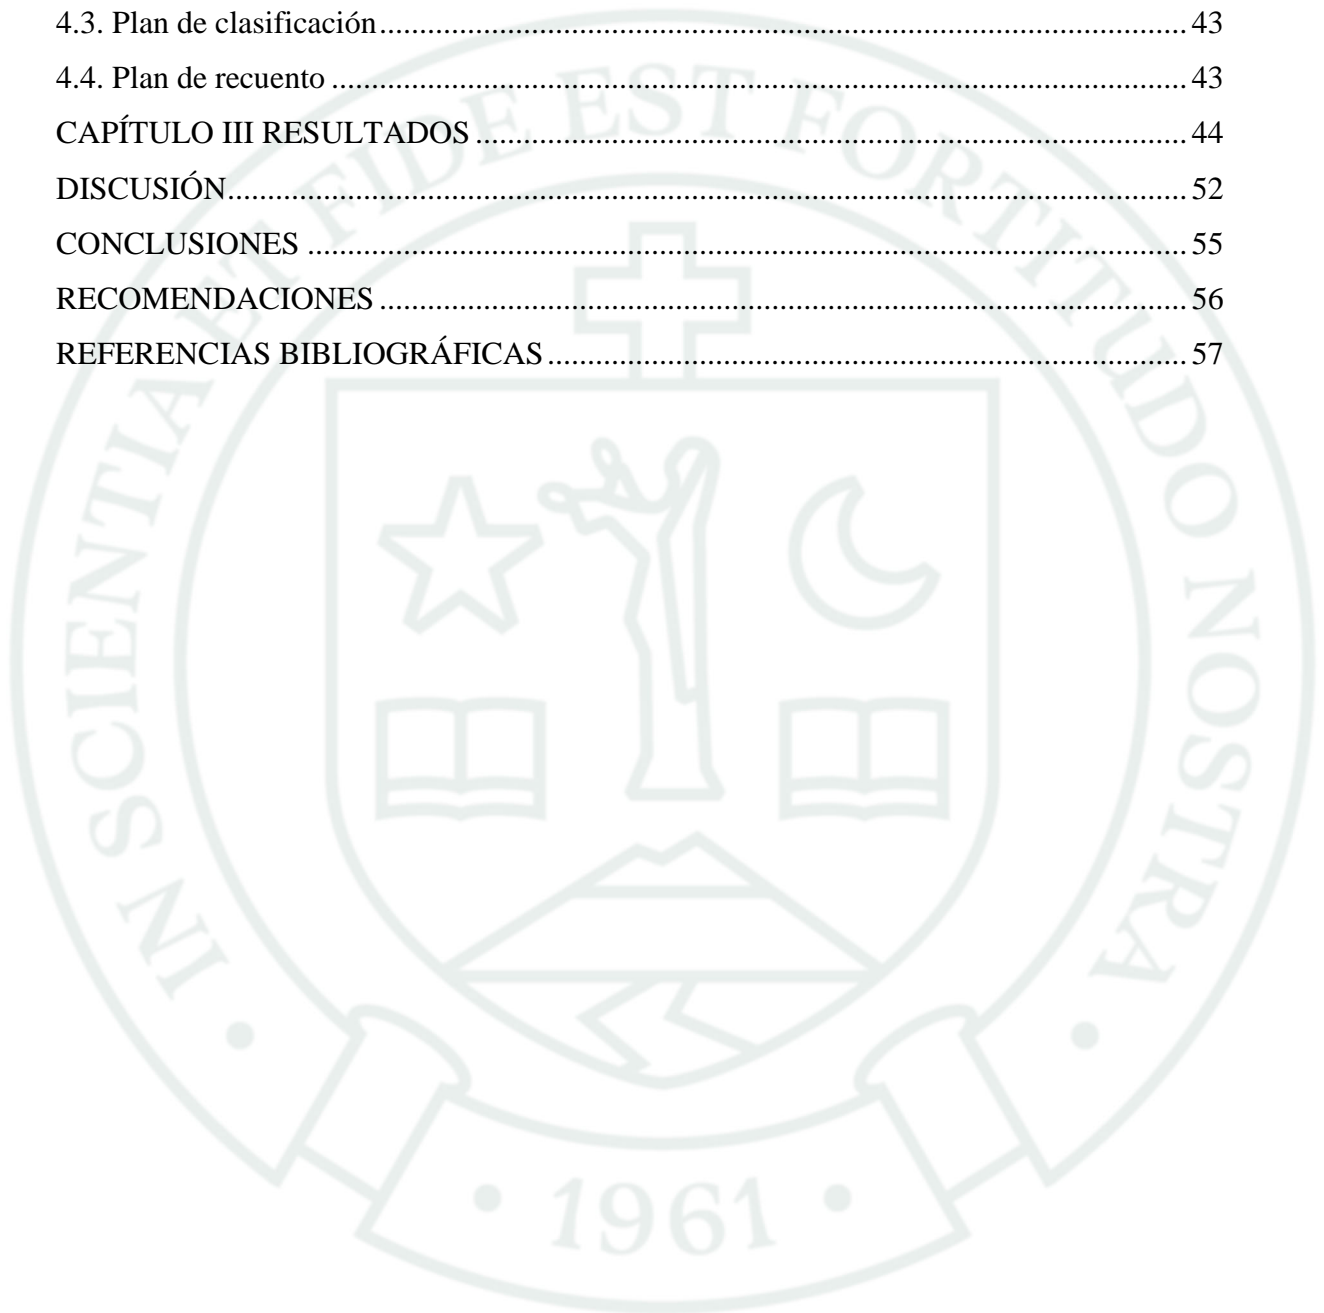 4.3. Plan de clasificación........................................................................................................ 43
4.4. Plan de recuento .............................................................................................................. 43
CAPÍTULO III RESULTADOS ............................................................................................ 44
DISCUSIÓN........................................................................................................................... 52
CONCLUSIONES ................................................................................................................. 55
RECOMENDACIONES ........................................................................................................ 56
REFERENCIAS BIBLIOGRÁFICAS ................................................................................... 57
IN SCIENTIA ET FIDE EST FORTITUDO NOSTRA
• 1961 •